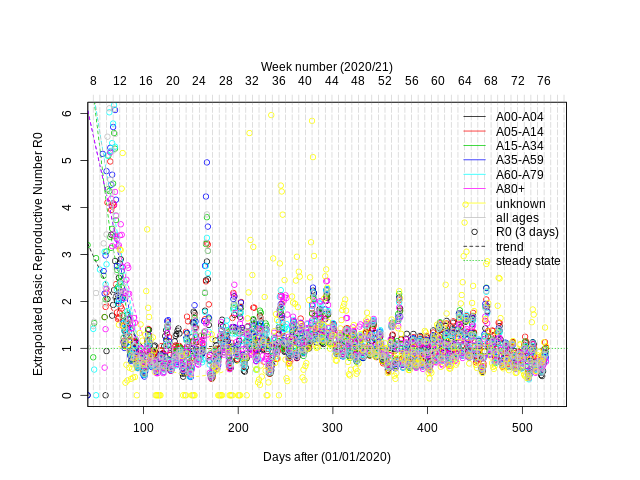 Week number (2020/21)
8 12 16 20 24 28 32 36 40 44 48 52 56 60 64 68 72 76
Extrapolated Basic Reproductive Number R0
6
5
4
3
2
1
0
A00-A04
A05-A14
A15-A34
A35-A59
A60-A79
A80+
unknown
all ages
R0 (3 days)
trend
steady state
100 200 300 400 500
Days after (01/01/2020)